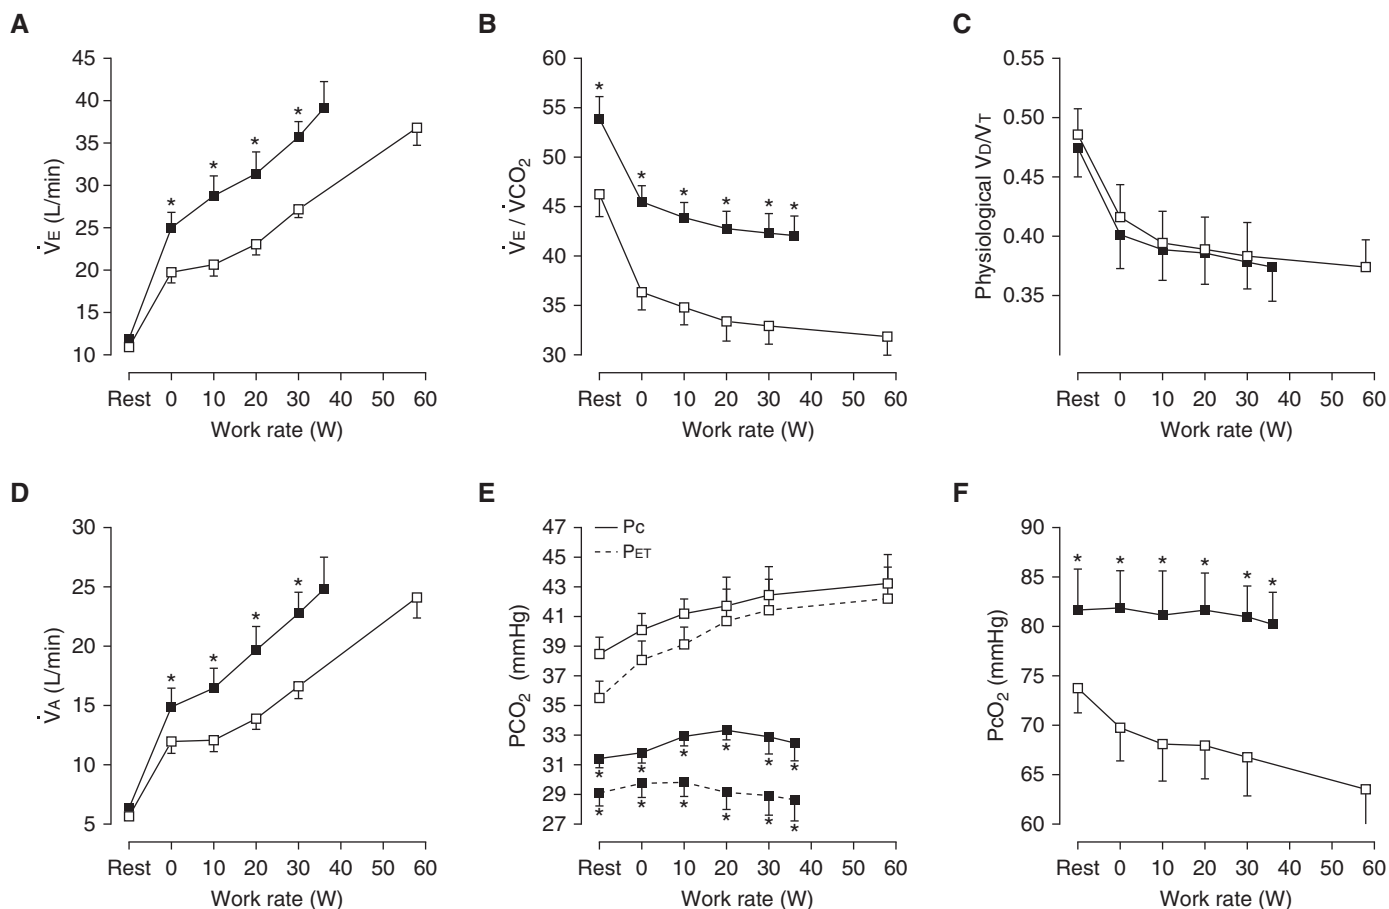 A
45
40
35
30
25
20
15
10
V̇E (L/min)
* * * *
Rest 0 10 20 30 40 50 60
Work rate (W)
B
60
55
50
45
40
35
30
V̇E / V̇CO2
* * * * * *
Rest 0 10 20 30 40 50 60
Work rate (W)
C
0.55
0.50
0.45
0.40
0.35
Physiological VD/VT
Rest 0 10 20 30 40 50 60
Work rate (W)
D
30
25
20
15
10
5
V̇A (L/min)
* * * *
Rest 0 10 20 30 40 50 60
Work rate (W)
E
47
45
43
41
39
37
35
33
31
29
27
PCO2 (mmHg)
Pc
PET
* * * * * *
* * * * * *
Rest 0 10 20 30 40 50 60
Work rate (W)
F
90
85
80
75
70
65
60
PcO2 (mmHg)
* * * * * *
Rest 0 10 20 30 40 50 60
Work rate (W)